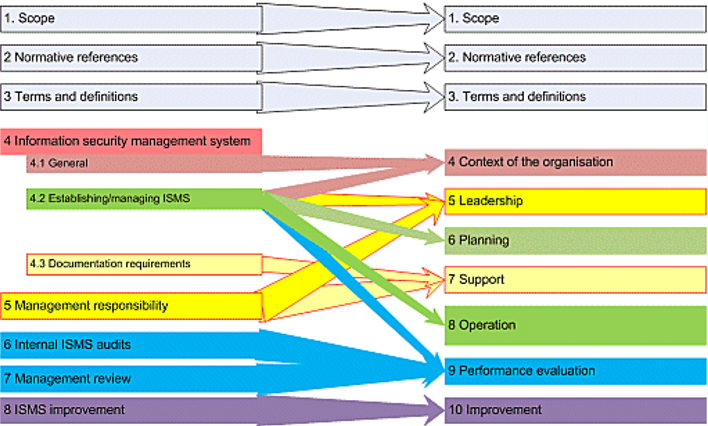 1. Scope
2 Normative references
3 Terms and definitions
4 Information security management system
4.1 General
4.2 Establishing/managing ISMS
4.3 Documentation requirements
5 Management responsibility
6 Internal ISMS audits
7 Management review
8 ISMS improvement
1. Scope
2. Normative references
3. Terms and definitions
4 Context of the organisation
5 Leadership
6 Planning
7 Support
8 Operation
9 Performance evaluation
10 Improvement